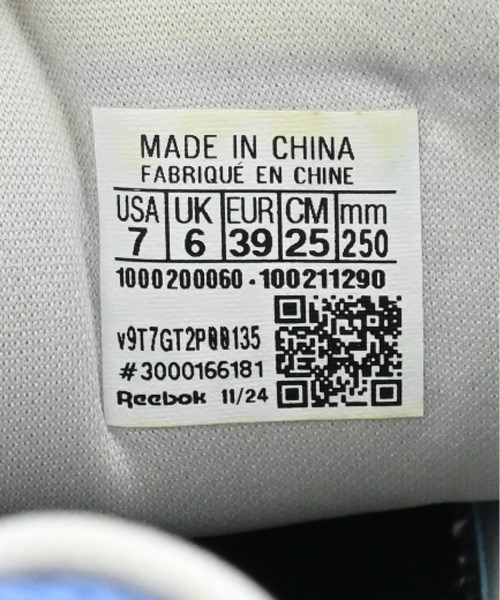 MADE IN CHINA
FABRIQUÉ EN CHINE
USA UK EUR CM mm
7 6 39 25 250
1000200060 - 100211290
v9T7GT2P00135
#3000166181
Reebok 11/24